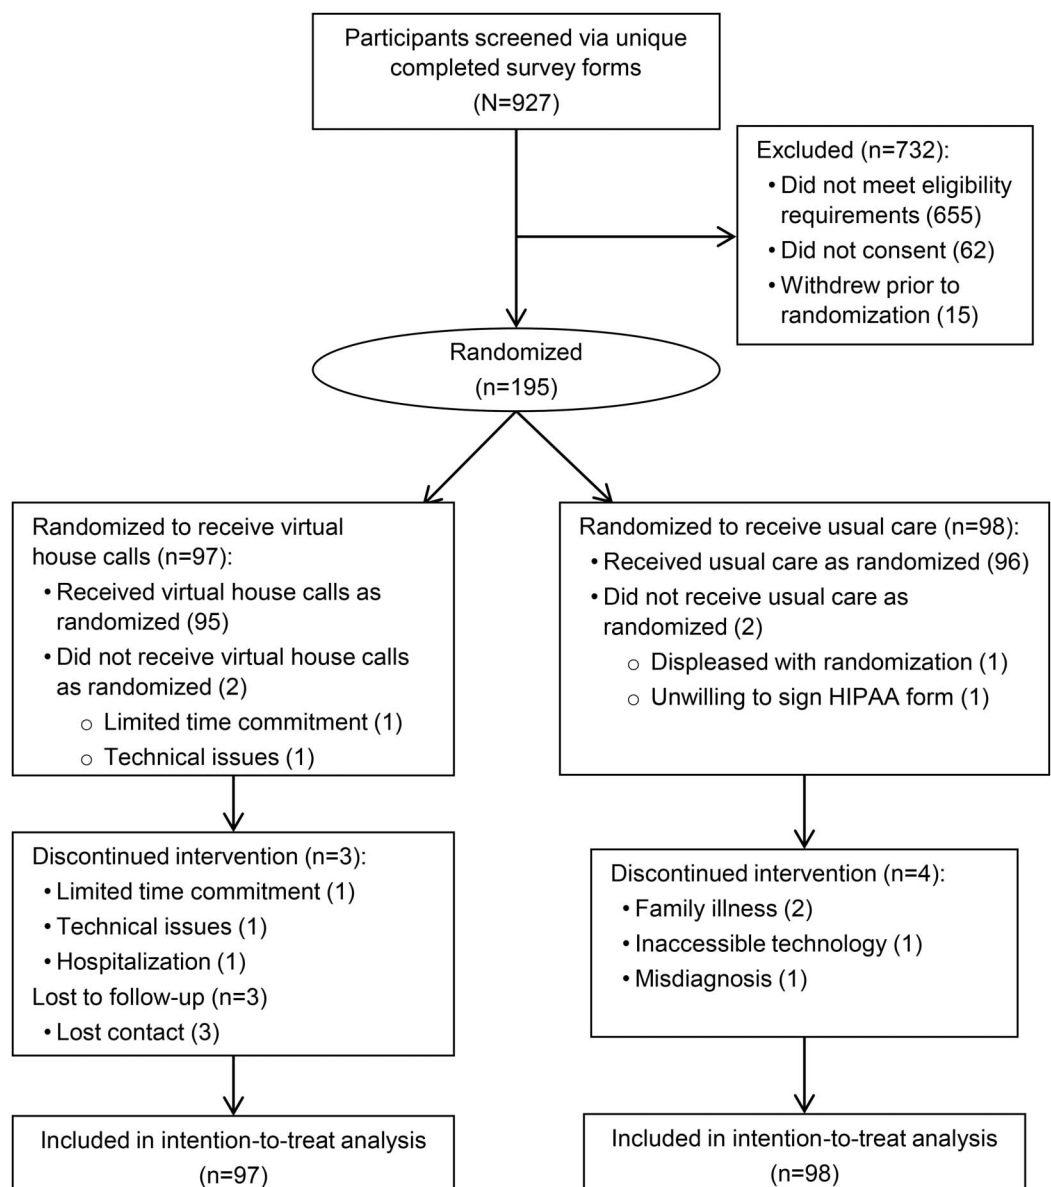 Participants screened via unique
completed survey forms
(N=927)
Excluded (n=732):
• Did not meet eligibility
requirements (655)
• Did not consent (62)
• Withdrew prior to
randomization (15)
Randomized
(n=195)
Randomized to receive virtual
house calls (n=97):
• Received virtual house calls as
randomized (95)
• Did not receive virtual house calls
as randomized (2)
o Limited time commitment (1)
o Technical issues (1)
Randomized to receive usual care (n=98):
• Received usual care as randomized (96)
• Did not receive usual care as
randomized (2)
o Displeased with randomization (1)
o Unwilling to sign HIPAA form (1)
Discontinued intervention (n=3):
• Limited time commitment (1)
• Technical issues (1)
• Hospitalization (1)
Lost to follow-up (n=3)
• Lost contact (3)
Discontinued intervention (n=4):
• Family illness (2)
• Inaccessible technology (1)
• Misdiagnosis (1)
Included in intention-to-treat analysis
(n=97)
Included in intention-to-treat analysis
(n=98)